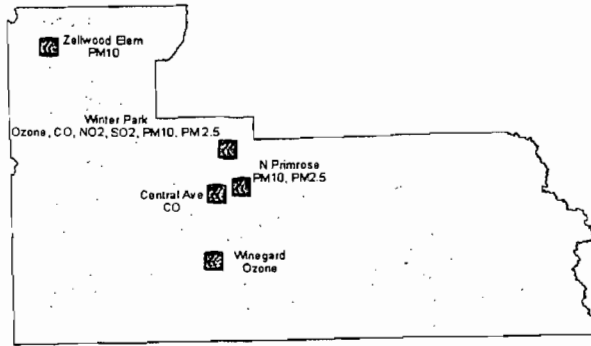 Zellwood Elem
PM10
Winter Park
Ozone, CO, NO2, SO2, PM10, PM2.5
N Primrose
PM10, PM2.5
Central Ave
CO
Winegard
Ozone